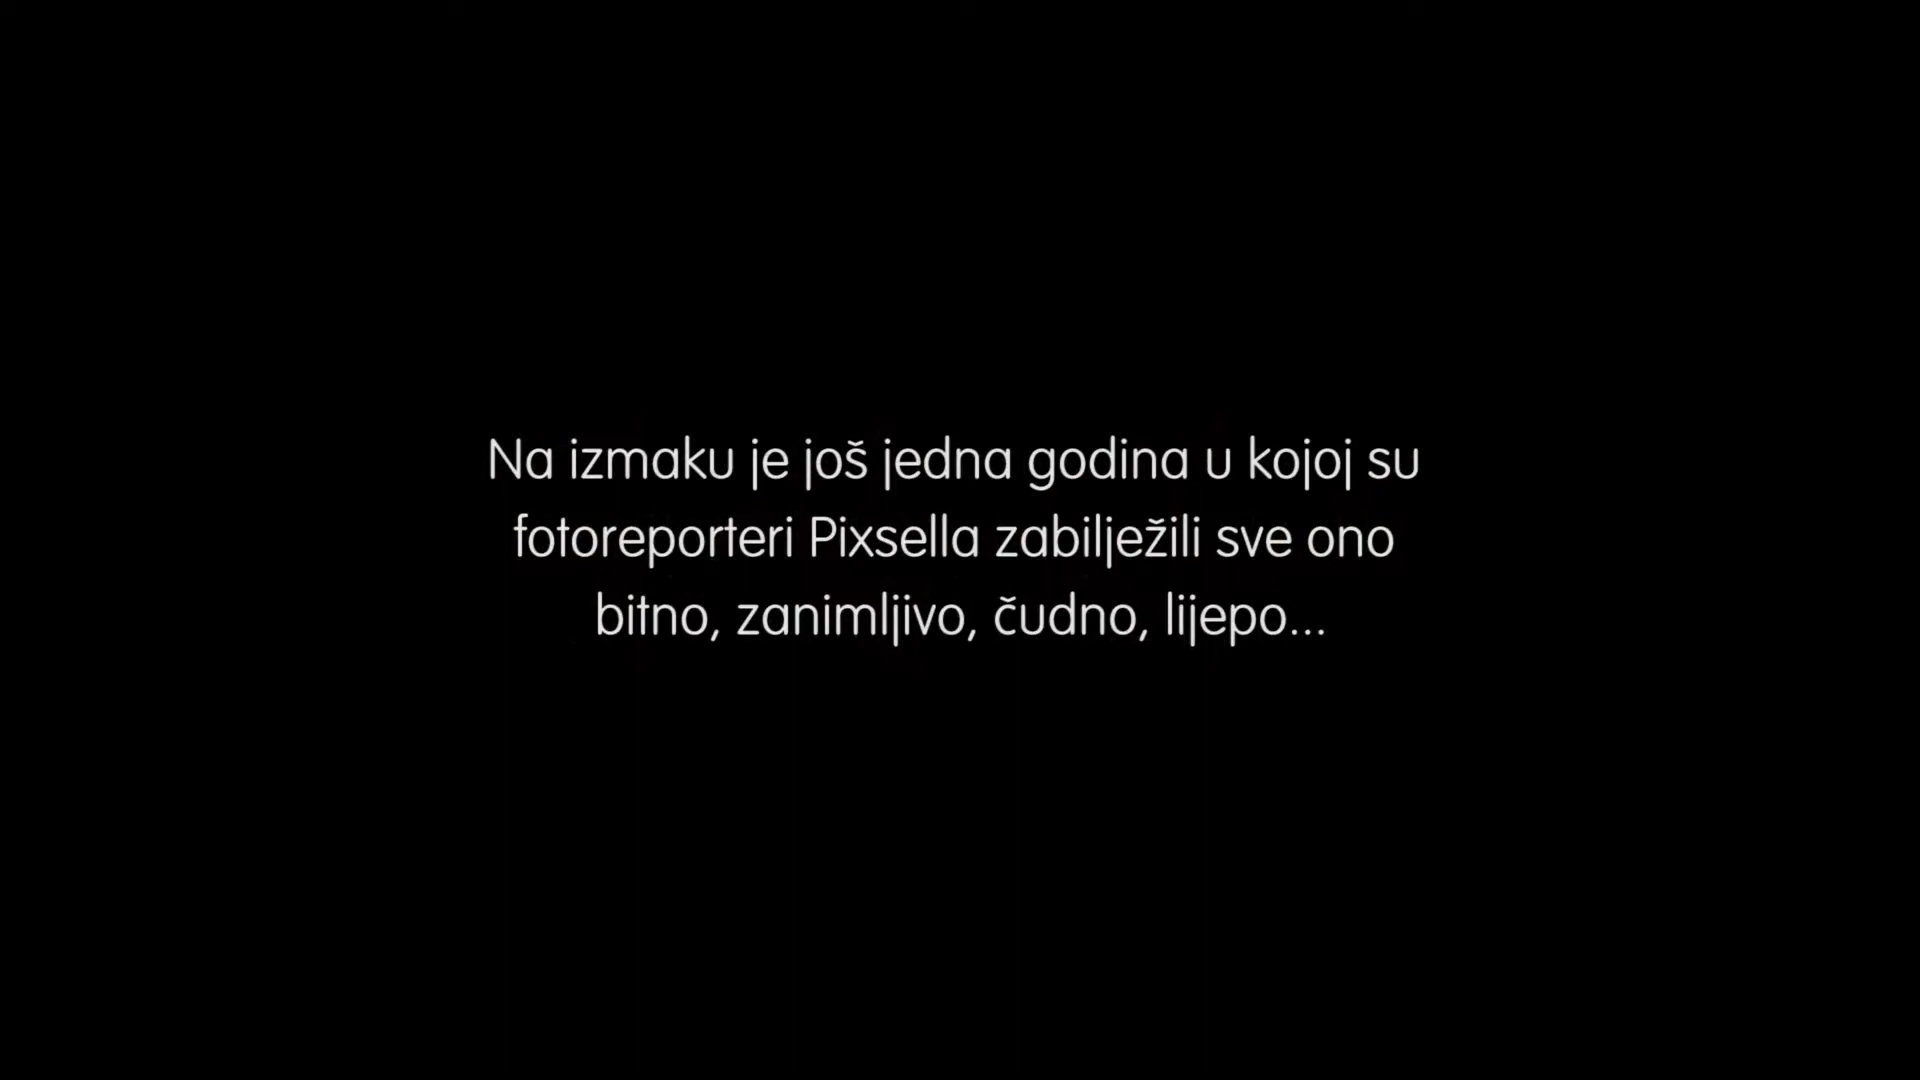 Na izmaku je još jedna godina u kojoj su
fotoreporteri Pixsella zabilježili sve ono
bitno, zanimljivo, čudno, lijepo...